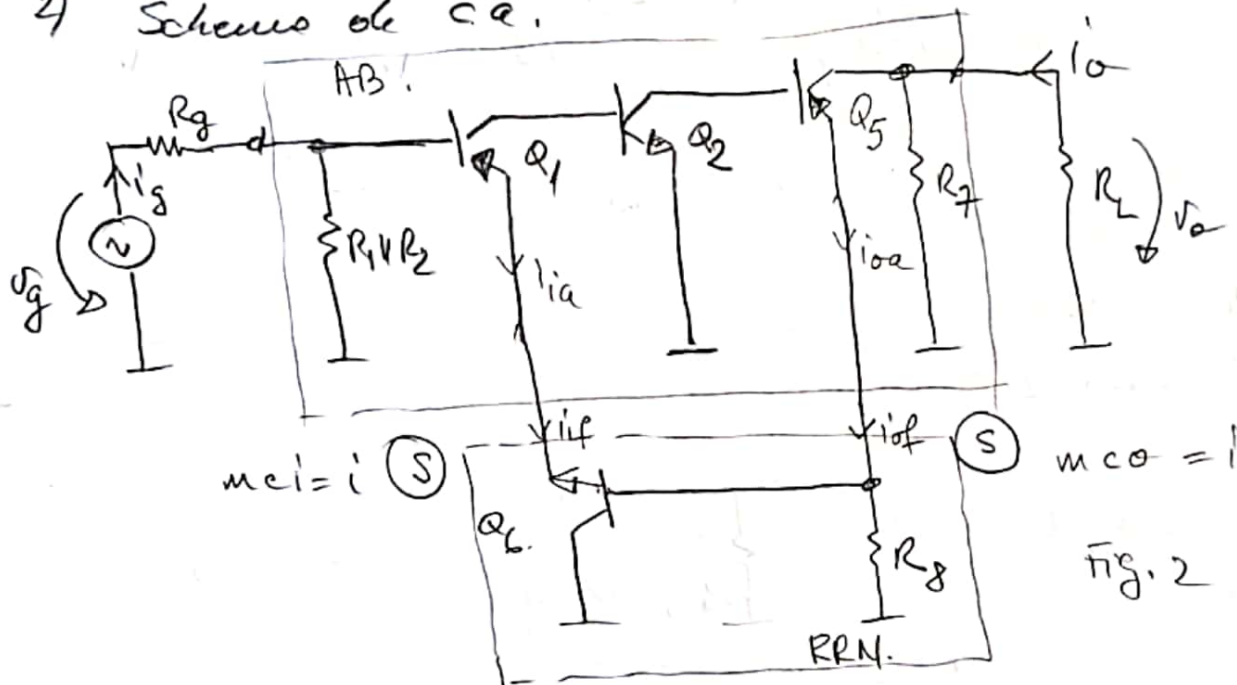 2) Schema de c.a.
AB.
Rg
ig
vg
R1∥R2
Q1
iia
Q2
Q5
ioa
R7
io
RL
vo
iif
iof
mci = i (S)
(S) mco = i
Q6.
R8
RRN.
Fig. 2